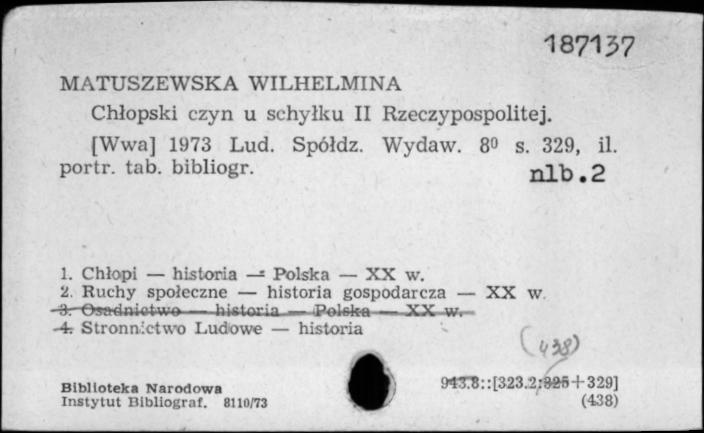 187137
MATUSZEWSKA WILHELMINA
Chłopski czyn u schyłku II Rzeczypospolitej.
[Wwa] 1973 Lud. Spółdz. Wydaw. 8⁰ s. 329, il.
portr. tab. bibliogr. nlb.2
1. Chłopi — historia — Polska — XX w.
2. Ruchy społeczne — historia gospodarcza — XX w.
3. Osadnictwo — historia — Polska — XX w.
4. Stronnictwo Ludowe — historia
(438)
Biblioteka Narodowa 943.8::[323.2:325+329]
Instytut Bibliograf. 8110/73 (438)